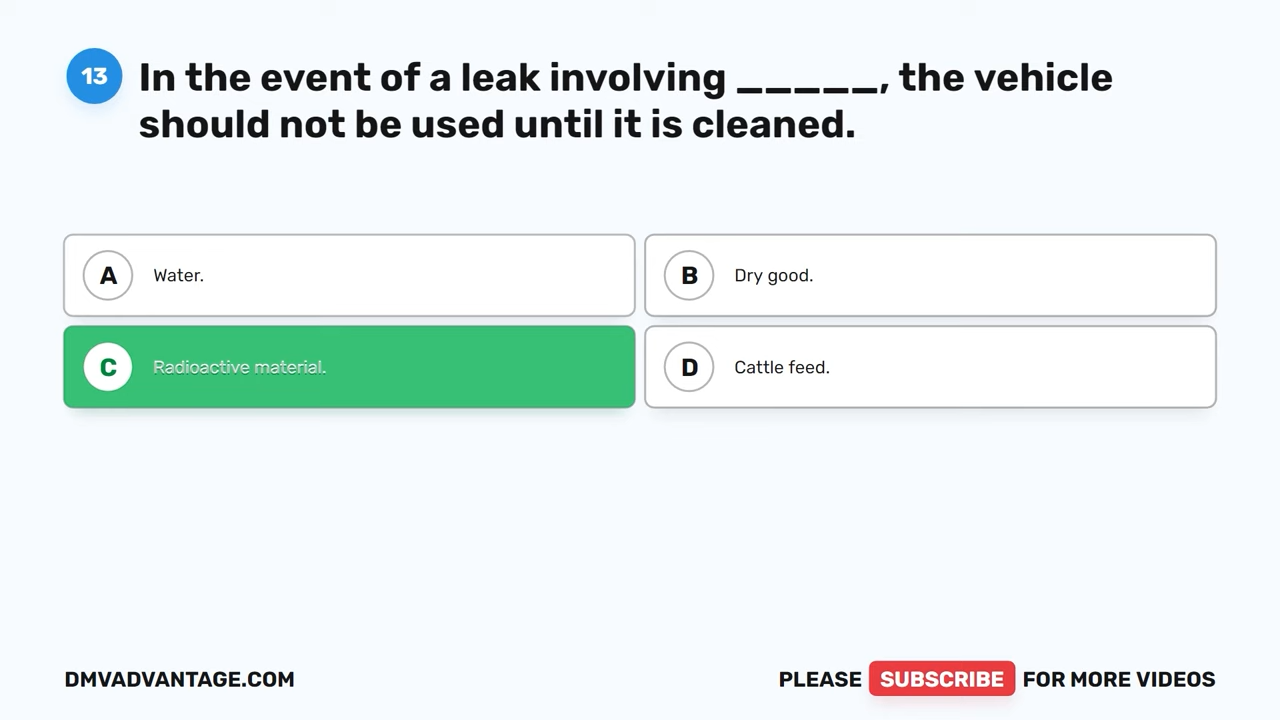 13
In the event of a leak involving _____, the vehicle
should not be used until it is cleaned.
A Water.
B Dry good.
C Radioactive material.
D Cattle feed.
DMVADVANTAGE.COM
PLEASE SUBSCRIBE FOR MORE VIDEOS